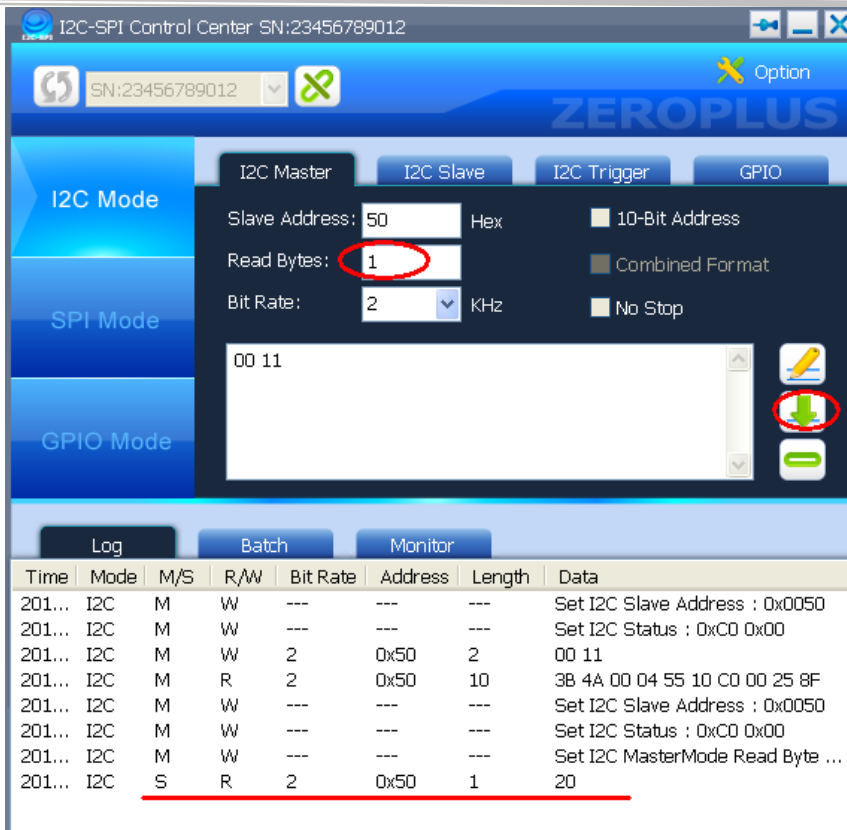 I2C-SPI Control Center SN:23456789012
SN:23456789012
Option
ZEROPLUS
I2C Mode
SPI Mode
GPIO Mode
I2C Master I2C Slave I2C Trigger GPIO
Slave Address: 50 Hex 10-Bit Address
Read Bytes: 1 Combined Format
Bit Rate: 2 KHz No Stop
00 11
Log Batch Monitor
Time Mode M/S R/W Bit Rate Address Length Data
201... I2C M W --- --- --- Set I2C Slave Address : 0x0050
201... I2C M W --- --- --- Set I2C Status : 0xC0 0x00
201... I2C M W 2 0x50 2 00 11
201... I2C M R 2 0x50 10 3B 4A 00 04 55 10 C0 00 25 8F
201... I2C M W --- --- --- Set I2C Slave Address : 0x0050
201... I2C M W --- --- --- Set I2C Status : 0xC0 0x00
201... I2C M W --- --- --- Set I2C MasterMode Read Byte ...
201... I2C S R 2 0x50 1 20